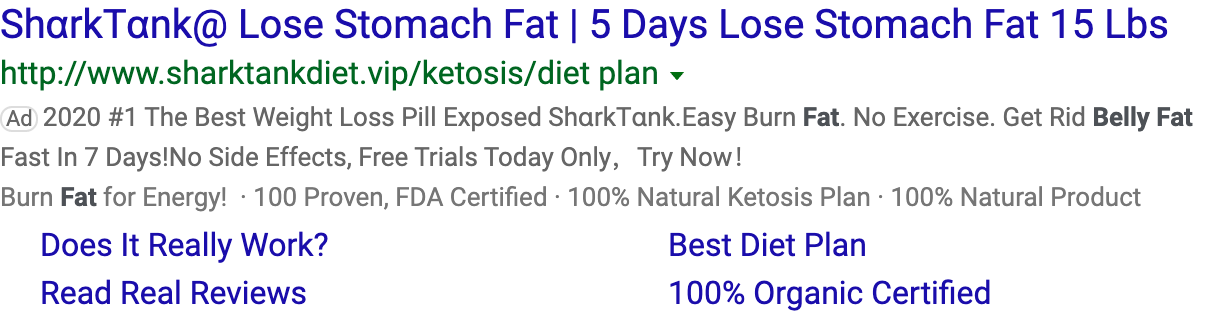 ShɑrkTɑnk@ Lose Stomach Fat | 5 Days Lose Stomach Fat 15 Lbs
http://www.sharktankdiet.vip/ketosis/diet plan
Ad 2020 #1 The Best Weight Loss Pill Exposed ShɑrkTɑnk.Easy Burn Fat. No Exercise. Get Rid Belly Fat
Fast In 7 Days!No Side Effects, Free Trials Today Only，Try Now!
Burn Fat for Energy! · 100 Proven, FDA Certified · 100% Natural Ketosis Plan · 100% Natural Product
Does It Really Work? Best Diet Plan
Read Real Reviews 100% Organic Certified